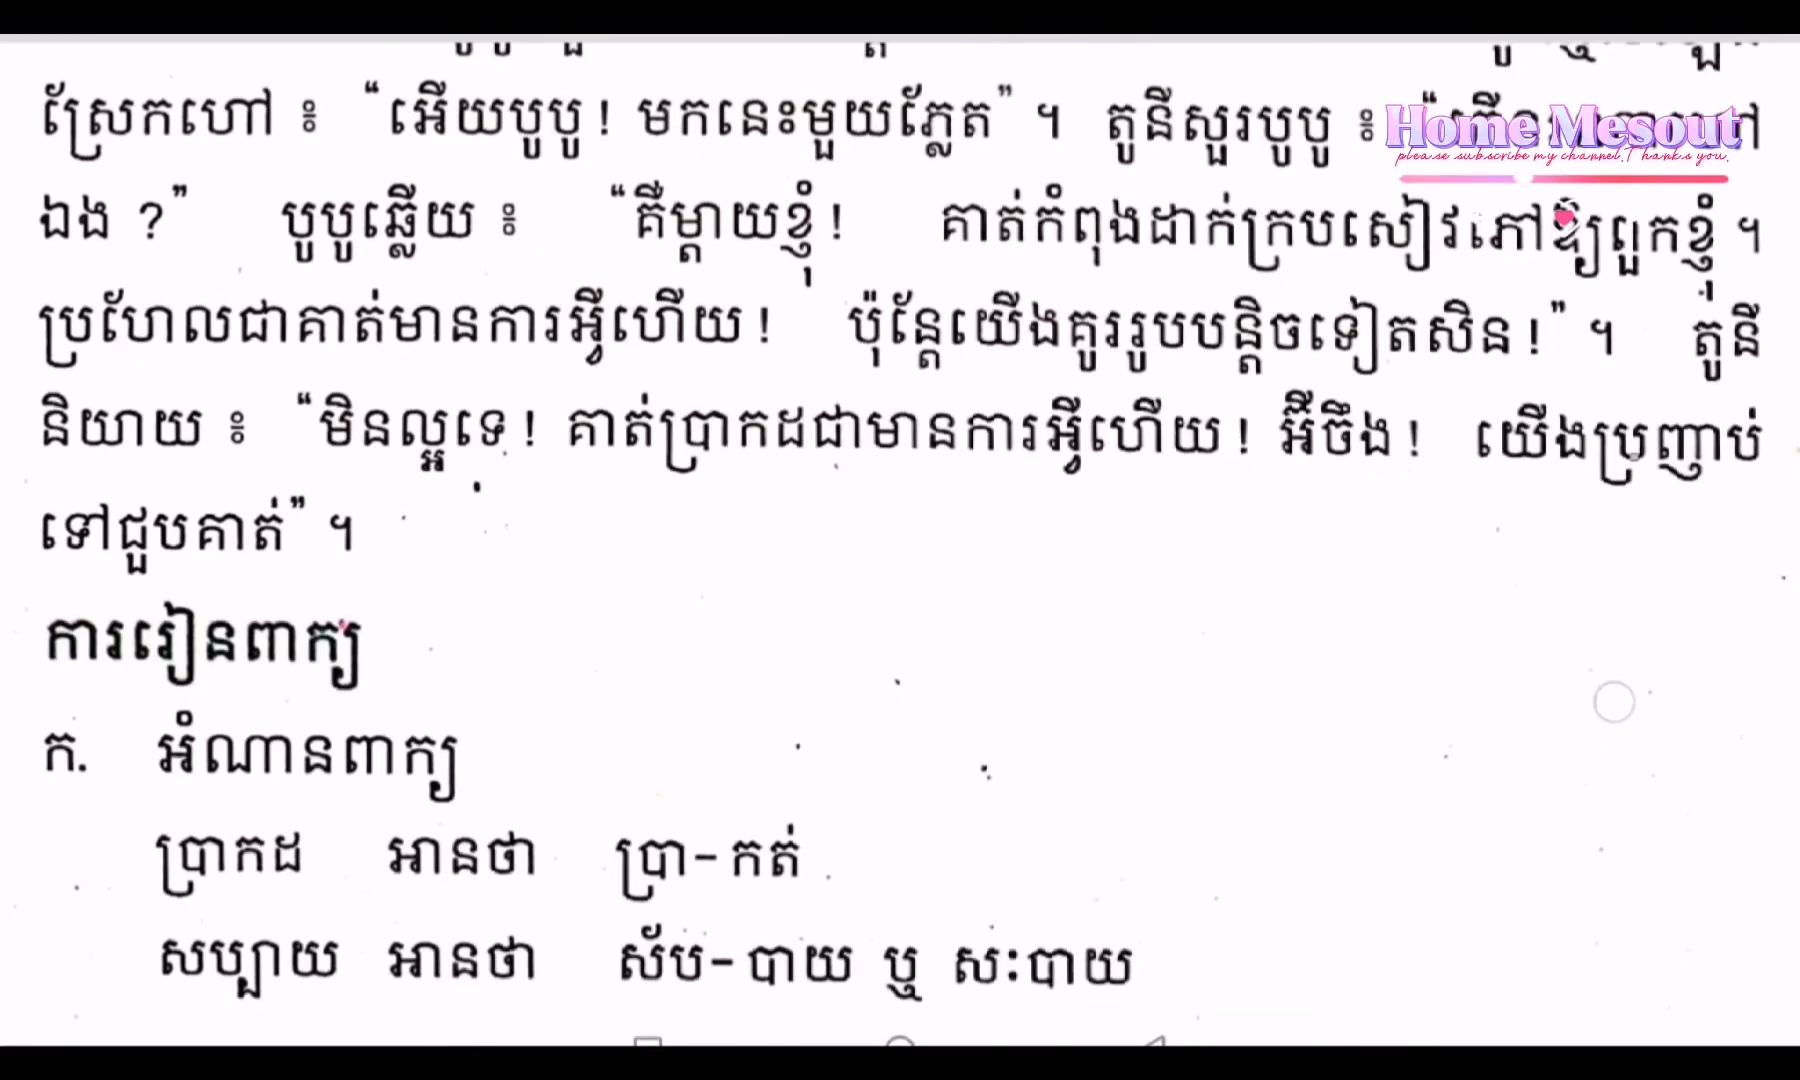 ស្រែកហៅ ៖ “អើយបូបូ! មកនេះមួយភ្លែត” ។ តូនីសួរបូបូ ៖
Home Mesout
please subscribe my channel.Thanks you.
ឯង ?” បូបូឆ្លើយ ៖ “គឺម្ដាយខ្ញុំ! គាត់កំពុងដាក់ក្របសៀវភៅឱ្យពួកខ្ញុំ ។
ប្រហែលជាគាត់មានការអ្វីហើយ! ប៉ុន្តែយើងគូររូបបន្តិចទៀតសិន!” ។ តូនី
និយាយ ៖ “មិនល្អទេ! គាត់ប្រាកដជាមានការអ្វីហើយ! អ៊ីចឹង! យើងប្រញាប់
ទៅជួបគាត់” ។
ការរៀនពាក្យ
ក. អំណានពាក្យ
ប្រាកដ អានថា ប្រា-កត់
សប្បាយ អានថា ស័ប-បាយ ឬ សៈបាយ